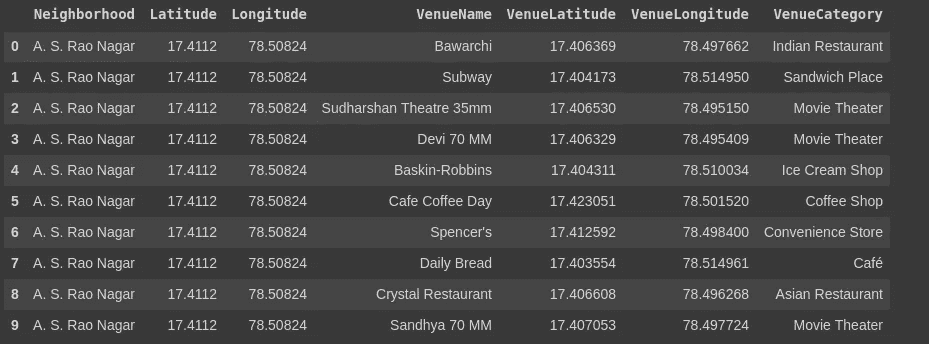 Neighborhood Latitude Longitude VenueName VenueLatitude VenueLongitude VenueCategory
0 A. S. Rao Nagar 17.4112 78.50824 Bawarchi 17.406369 78.497662 Indian Restaurant
1 A. S. Rao Nagar 17.4112 78.50824 Subway 17.404173 78.514950 Sandwich Place
2 A. S. Rao Nagar 17.4112 78.50824 Sudharshan Theatre 35mm 17.406530 78.495150 Movie Theater
3 A. S. Rao Nagar 17.4112 78.50824 Devi 70 MM 17.406329 78.495409 Movie Theater
4 A. S. Rao Nagar 17.4112 78.50824 Baskin-Robbins 17.404311 78.510034 Ice Cream Shop
5 A. S. Rao Nagar 17.4112 78.50824 Cafe Coffee Day 17.423051 78.501520 Coffee Shop
6 A. S. Rao Nagar 17.4112 78.50824 Spencer's 17.412592 78.498400 Convenience Store
7 A. S. Rao Nagar 17.4112 78.50824 Daily Bread 17.403554 78.514961 Café
8 A. S. Rao Nagar 17.4112 78.50824 Crystal Restaurant 17.406608 78.496268 Asian Restaurant
9 A. S. Rao Nagar 17.4112 78.50824 Sandhya 70 MM 17.407053 78.497724 Movie Theater